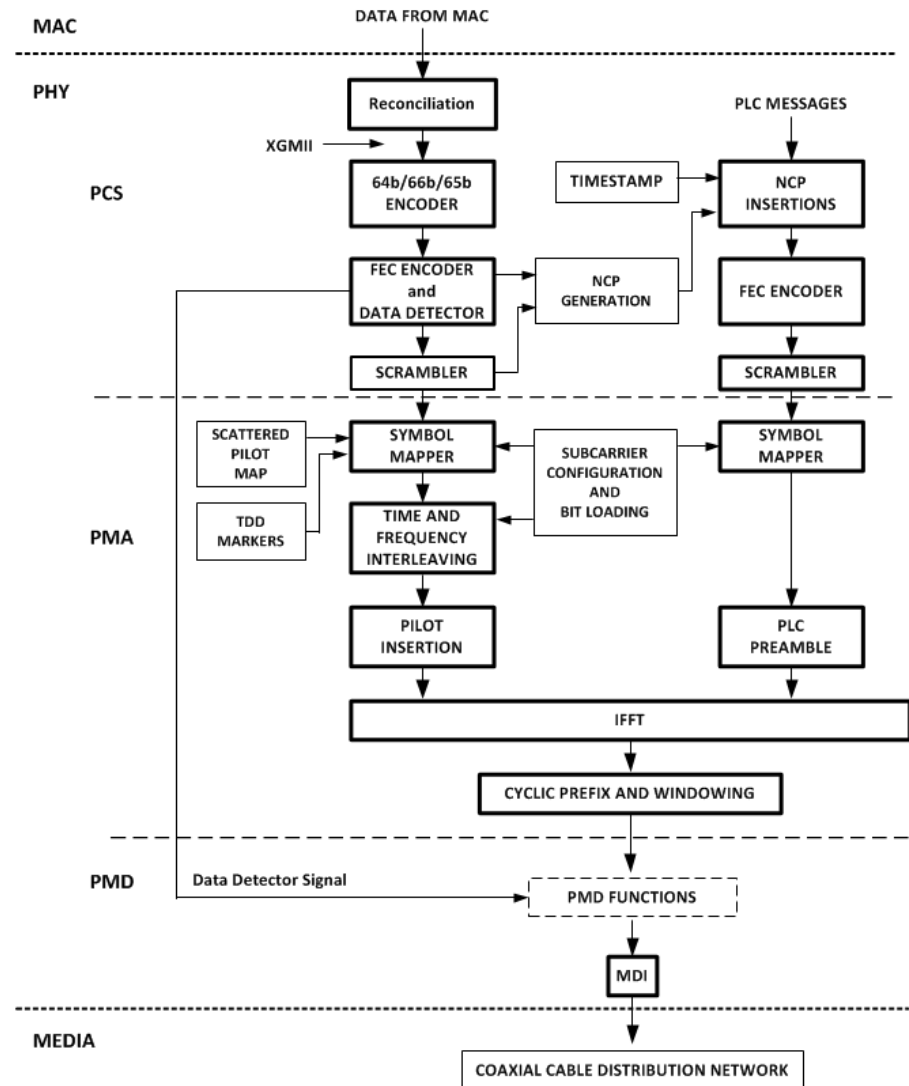 DATA FROM MAC
MAC
PHY
Reconciliation
PLC MESSAGES
XGMII
PCS
64b/66b/65b
ENCODER
TIMESTAMP
NCP
INSERTIONS
FEC ENCODER
and
DATA DETECTOR
NCP
GENERATION
FEC ENCODER
SCRAMBLER
SCRAMBLER
SCATTERED
PILOT
MAP
SYMBOL
MAPPER
SUBCARRIER
CONFIGURATION
AND
BIT LOADING
SYMBOL
MAPPER
PMA
TDD
MARKERS
TIME AND
FREQUENCY
INTERLEAVING
PILOT
INSERTION
PLC
PREAMBLE
IFFT
CYCLIC PREFIX AND WINDOWING
PMD
Data Detector Signal
PMD FUNCTIONS
MDI
MEDIA
COAXIAL CABLE DISTRIBUTION NETWORK